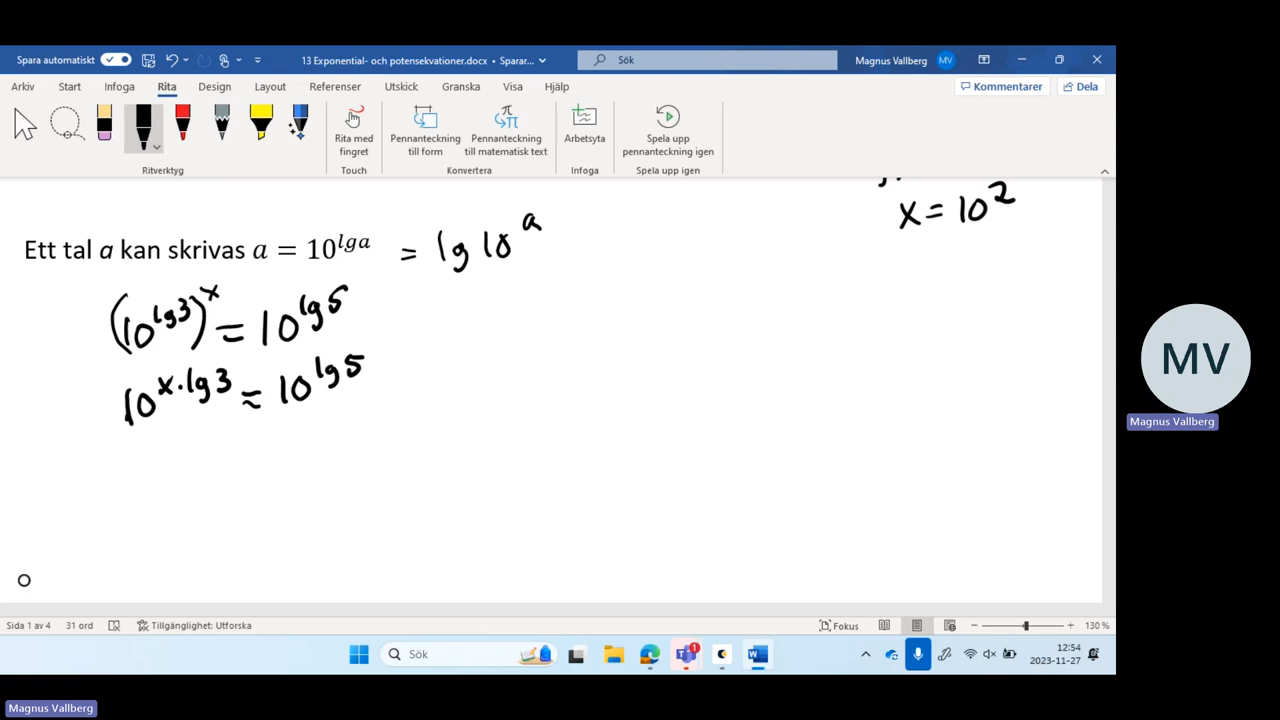 Spara automatiskt
13 Exponential- och potensekvationer.docx • Sparar...
Sök
Magnus Vallberg
MV
Arkiv Start Infoga Rita Design Layout Referenser Utskick Granska Visa Hjälp
Kommentarer
Dela
Rita med fingret
Pennanteckning till form
Pennanteckning till matematisk text
Arbetsyta
Spela upp pennanteckning igen
Ritverktyg
Touch
Konvertera
Infoga
Spela upp igen
x = 10^2
Ett tal a kan skrivas a = 10^{lga} = lg 10^a
(10^{lg3})^x = 10^{lg5}
10^{x·lg3} = 10^{lg5}
MV
Magnus Vallberg
Sida 1 av 4
31 ord
Tillgänglighet: Utforska
Fokus
130 %
Sök
1
12:54
2023-11-27
Magnus Vallberg